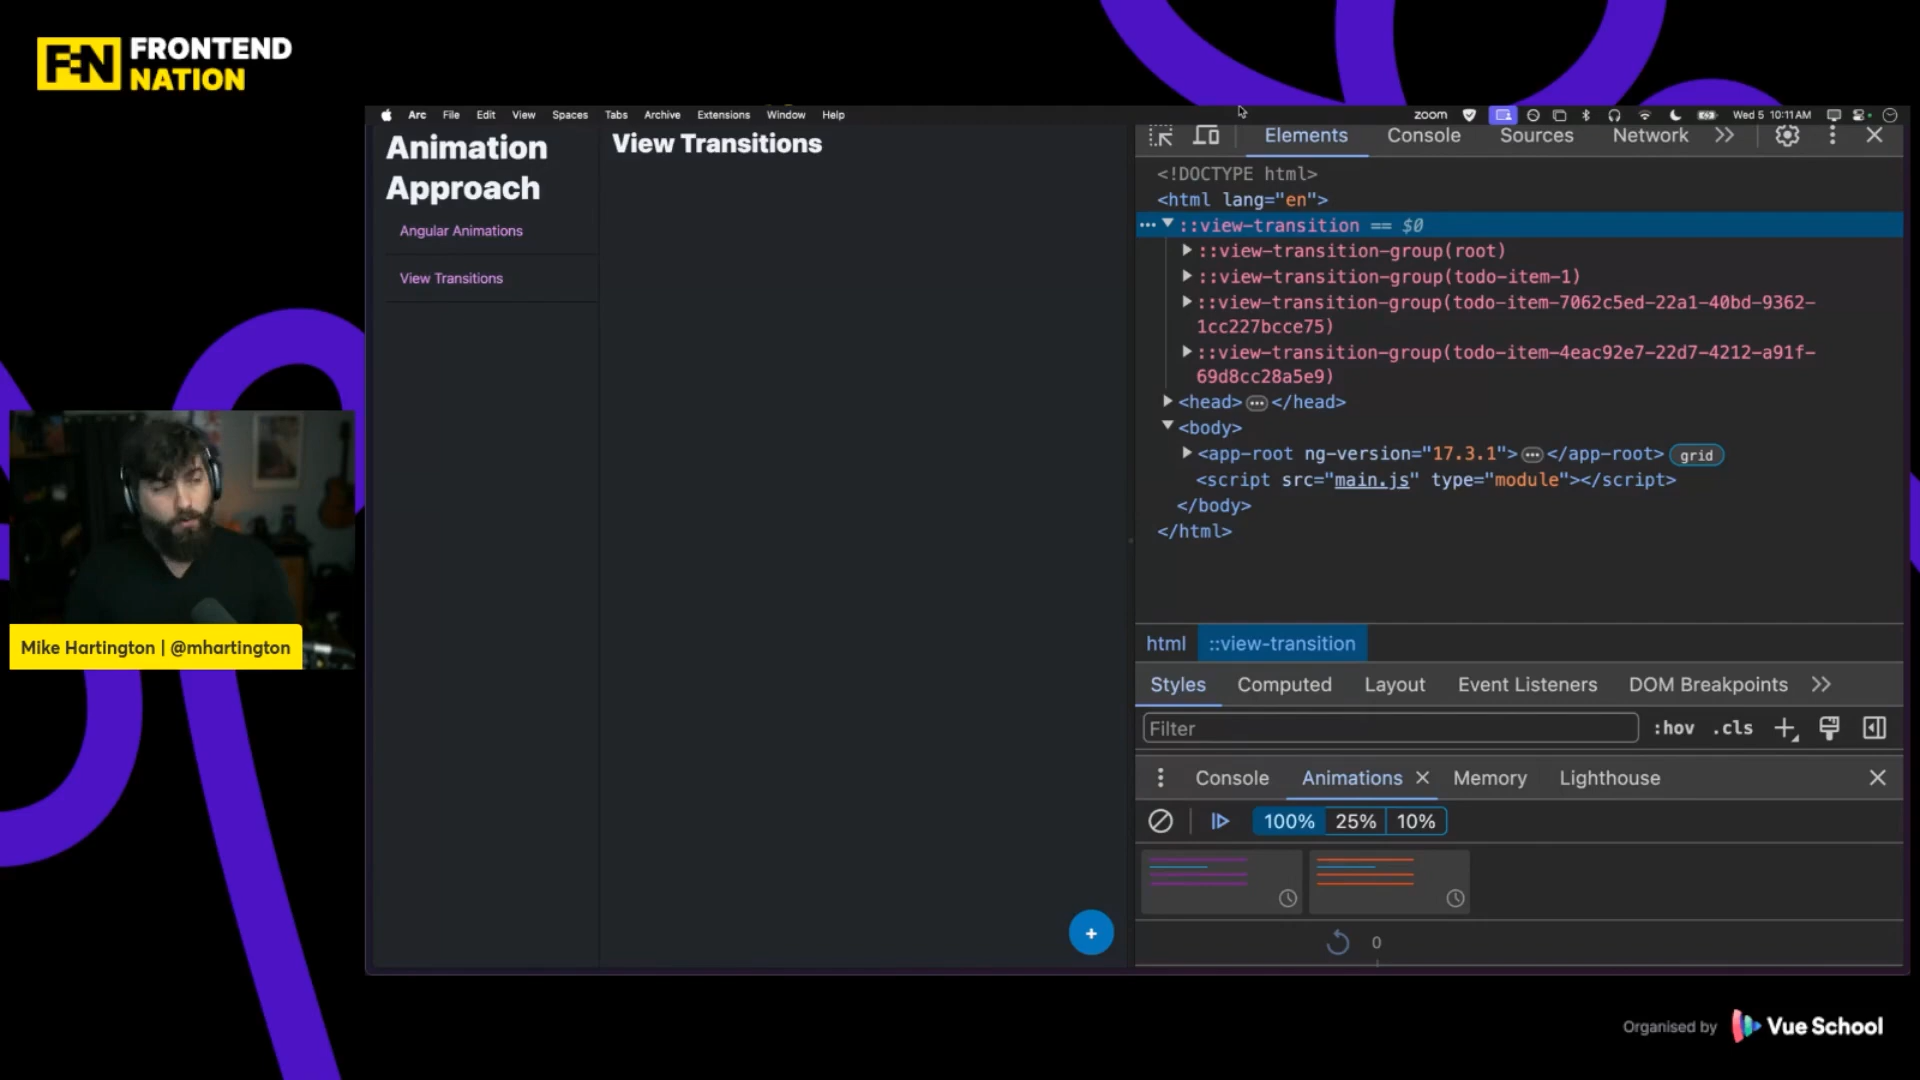 FEN FRONTEND
NATION
Arc File Edit View Spaces Tabs Archive Extensions Window Help
zoom Wed 5 10:11AM
Animation
Approach
Angular Animations
View Transitions
View Transitions
Elements Console Sources Network >>
<!DOCTYPE html>
<html lang="en">
::view-transition == $0
::view-transition-group(root)
::view-transition-group(todo-item-1)
::view-transition-group(todo-item-7062c5ed-22a1-40bd-9362-
1cc227bcce75)
::view-transition-group(todo-item-4eac92e7-22d7-4212-a91f-
69d8cc28a5e9)
<head>…</head>
<body>
<app-root ng-version="17.3.1">…</app-root> grid
<script src="main.js" type="module"></script>
</body>
</html>
html ::view-transition
Styles Computed Layout Event Listeners DOM Breakpoints >>
Filter :hov .cls
Console Animations Memory Lighthouse
100% 25% 10%
0
+
Mike Hartington | @mhartington
Organised by Vue School